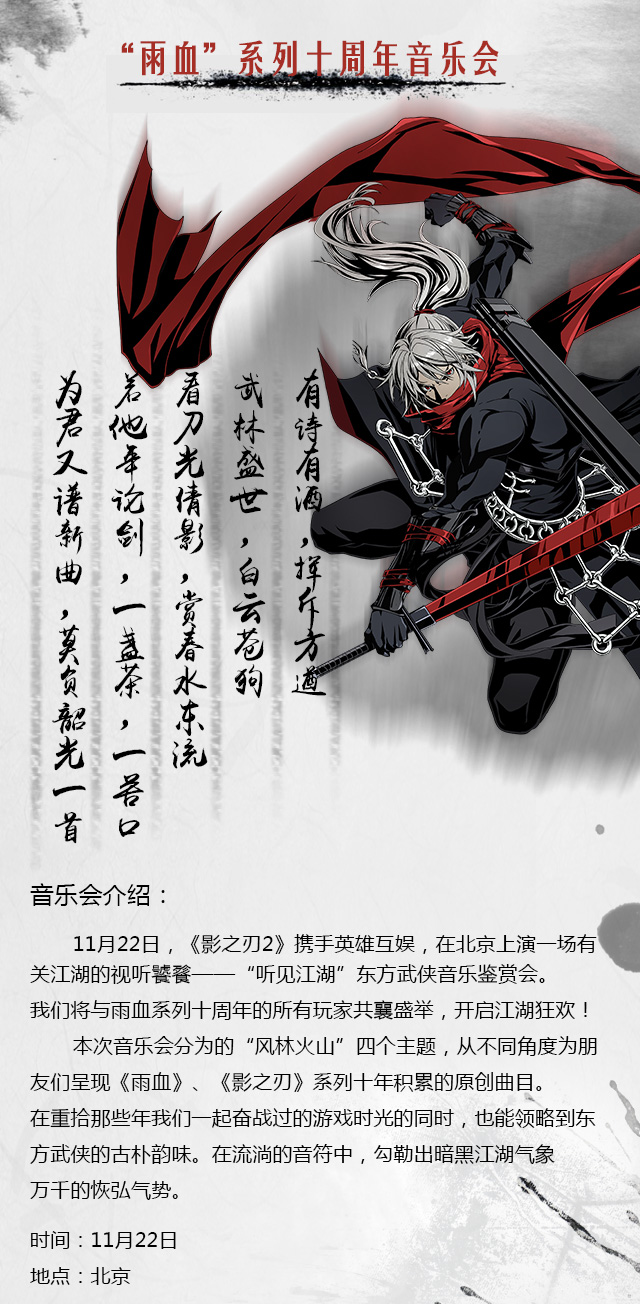 “雨血”系列十周年音乐会
有诗有酒，挥斥方遒
武林盛世，白云苍狗
看刀光倩影，赏春水东流
若他年论剑，一盏茶，一苦口
为君又谱新曲，莫负韶光一首
音乐会介绍：
11月22日，《影之刃2》携手英雄互娱，在北京上演一场有
关江湖的视听饕餮——“听见江湖”东方武侠音乐鉴赏会。
我们将与雨血系列十周年的所有玩家共襄盛举，开启江湖狂欢！
本次音乐会分为的“风林火山”四个主题，从不同角度为朋
友们呈现《雨血》、《影之刃》系列十年积累的原创曲目。
在重拾那些年我们一起奋战过的游戏时光的同时，也能领略到东
方武侠的古朴韵味。在流淌的音符中，勾勒出暗黑江湖气象
万千的恢弘气势。
时间：11月22日
地点：北京